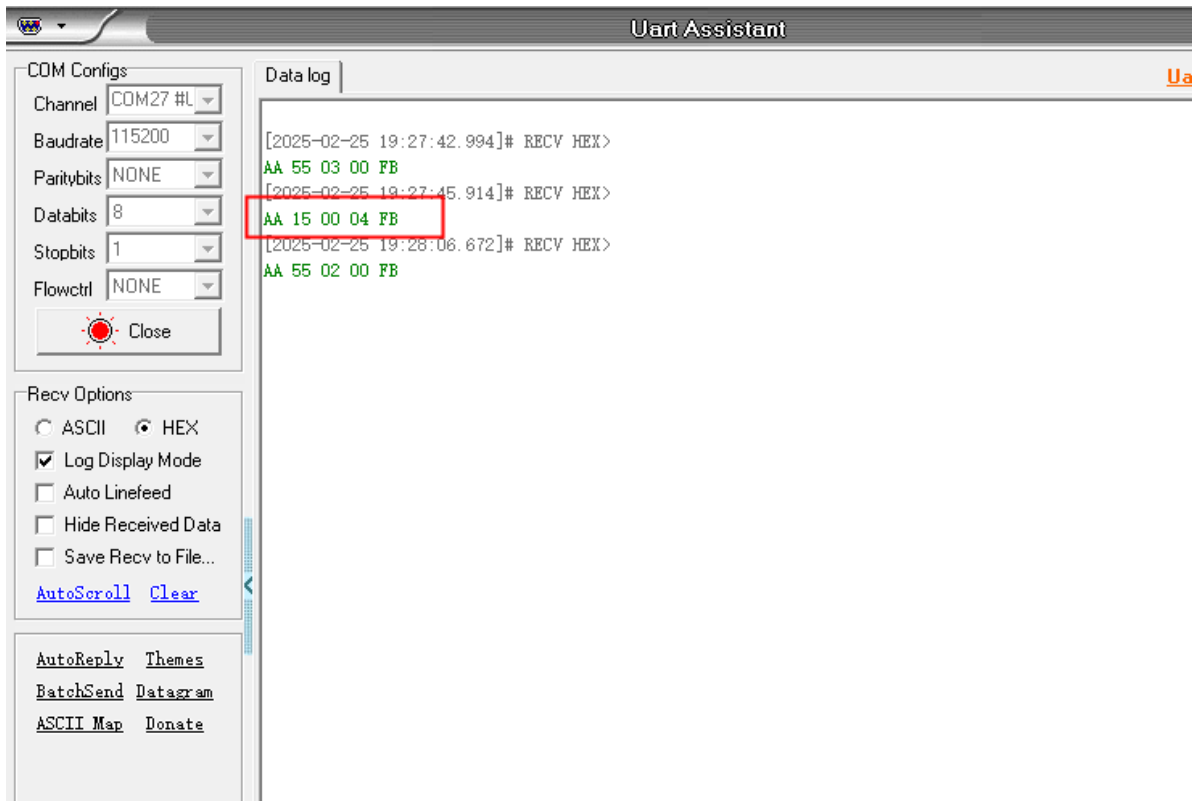 Uart Assistant
COM Configs
Channel COM27 #U
Baudrate 115200
Paritybits NONE
Databits 8
Stopbits 1
Flowctrl NONE
Close
Recv Options
ASCII HEX
Log Display Mode
Auto Linefeed
Hide Received Data
Save Recv to File...
AutoScroll Clear
AutoReply Themes
BatchSend Datagram
ASCII Map Donate
Data log
Ua
[2025-02-25 19:27:42.994]# RECV HEX>
AA 55 03 00 FB
[2025-02-25 19:27:45.914]# RECV HEX>
AA 15 00 04 FB
[2025-02-25 19:28:06.672]# RECV HEX>
AA 55 02 00 FB